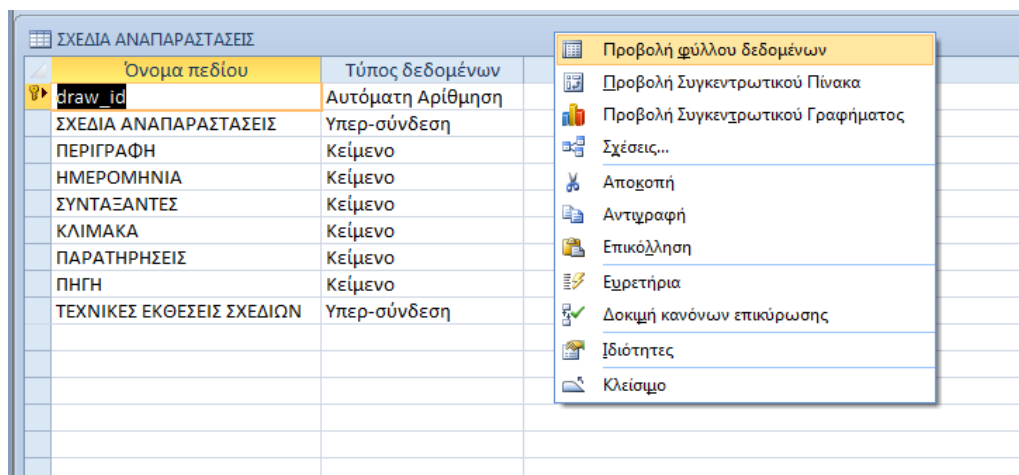 ΣΧΕΔΙΑ ΑΝΑΠΑΡΑΣΤΑΣΕΙΣ
Όνομα πεδίου Τύπος δεδομένων
draw_id Αυτόματη Αρίθμηση
ΣΧΕΔΙΑ ΑΝΑΠΑΡΑΣΤΑΣΕΙΣ Υπερ-σύνδεση
ΠΕΡΙΓΡΑΦΗ Κείμενο
ΗΜΕΡΟΜΗΝΙΑ Κείμενο
ΣΥΝΤΑΞΑΝΤΕΣ Κείμενο
ΚΛΙΜΑΚΑ Κείμενο
ΠΑΡΑΤΗΡΗΣΕΙΣ Κείμενο
ΠΗΓΗ Κείμενο
ΤΕΧΝΙΚΕΣ ΕΚΘΕΣΕΙΣ ΣΧΕΔΙΩΝ Υπερ-σύνδεση
Προβολή φύλλου δεδομένων
Προβολή Συγκεντρωτικού Πίνακα
Προβολή Συγκεντρωτικού Γραφήματος
Σχέσεις...
Αποκοπή
Αντιγραφή
Επικόλληση
Ευρετήρια
Δοκιμή κανόνων επικύρωσης
Ιδιότητες
Κλείσιμο